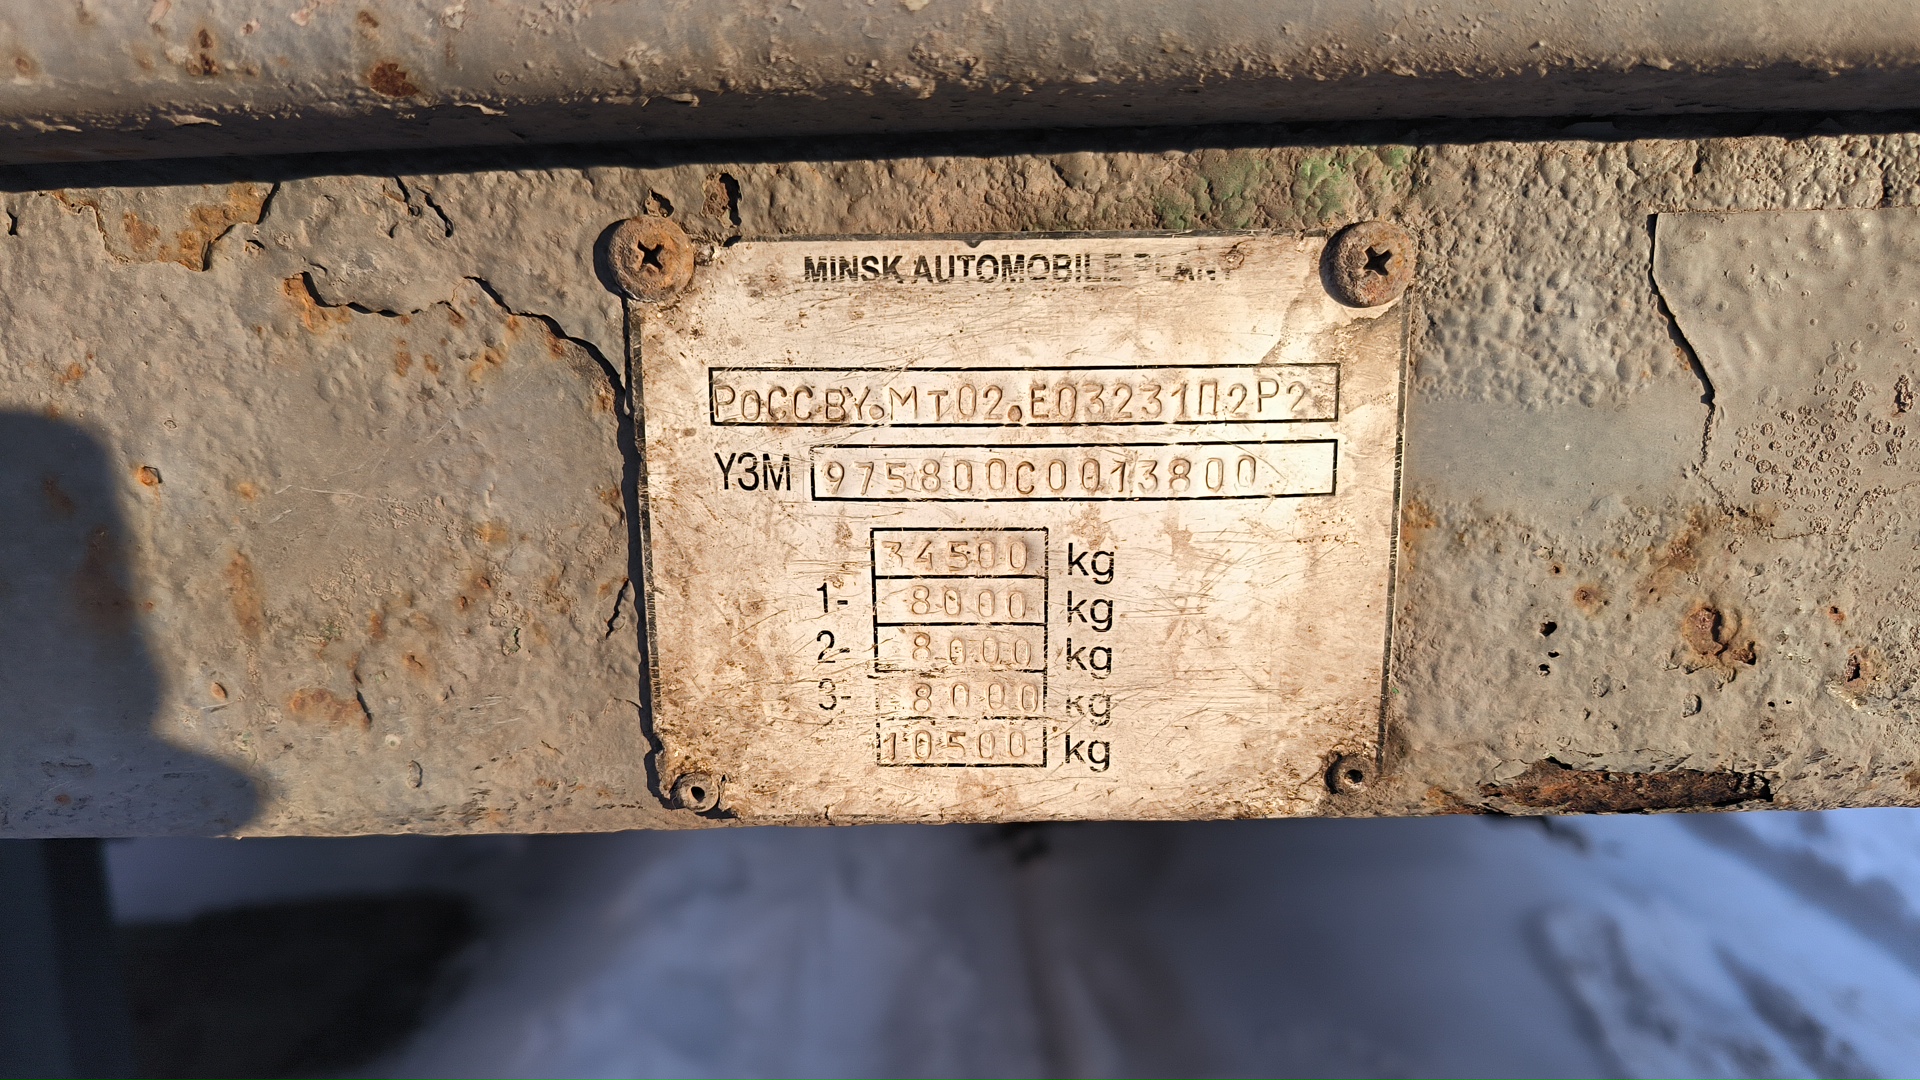 MINSK AUTOMOBILE PLANT
РОССВY.МТ02.Е03231П2Р2
Y3M 975800C0013800
34500 kg
1- 8000 kg
2- 8000 kg
3- 8000 kg
10500 kg